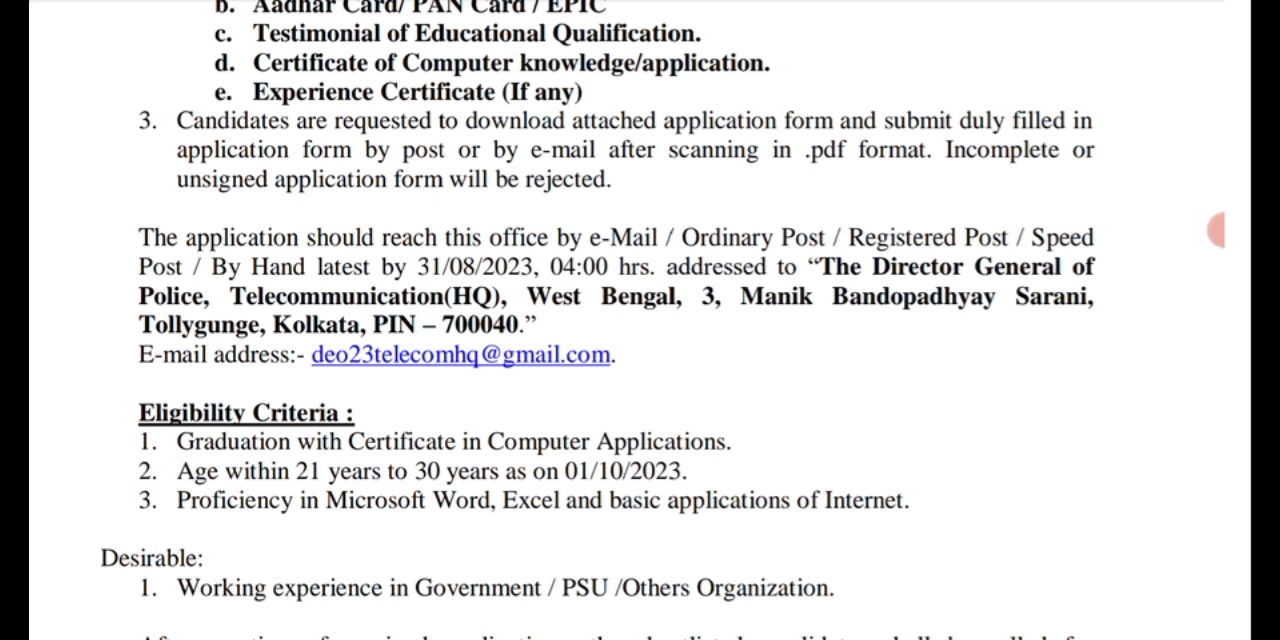 b. Aadhar Card/ PAN Card / EPIC
c. Testimonial of Educational Qualification.
d. Certificate of Computer knowledge/application.
e. Experience Certificate (If any)
3. Candidates are requested to download attached application form and submit duly filled in
application form by post or by e-mail after scanning in .pdf format. Incomplete or
unsigned application form will be rejected.
The application should reach this office by e-Mail / Ordinary Post / Registered Post / Speed
Post / By Hand latest by 31/08/2023, 04:00 hrs. addressed to “The Director General of
Police, Telecommunication(HQ), West Bengal, 3, Manik Bandopadhyay Sarani,
Tollygunge, Kolkata, PIN – 700040.”
E-mail address:- deo23telecomhq@gmail.com.
Eligibility Criteria :
1. Graduation with Certificate in Computer Applications.
2. Age within 21 years to 30 years as on 01/10/2023.
3. Proficiency in Microsoft Word, Excel and basic applications of Internet.
Desirable:
1. Working experience in Government / PSU /Others Organization.